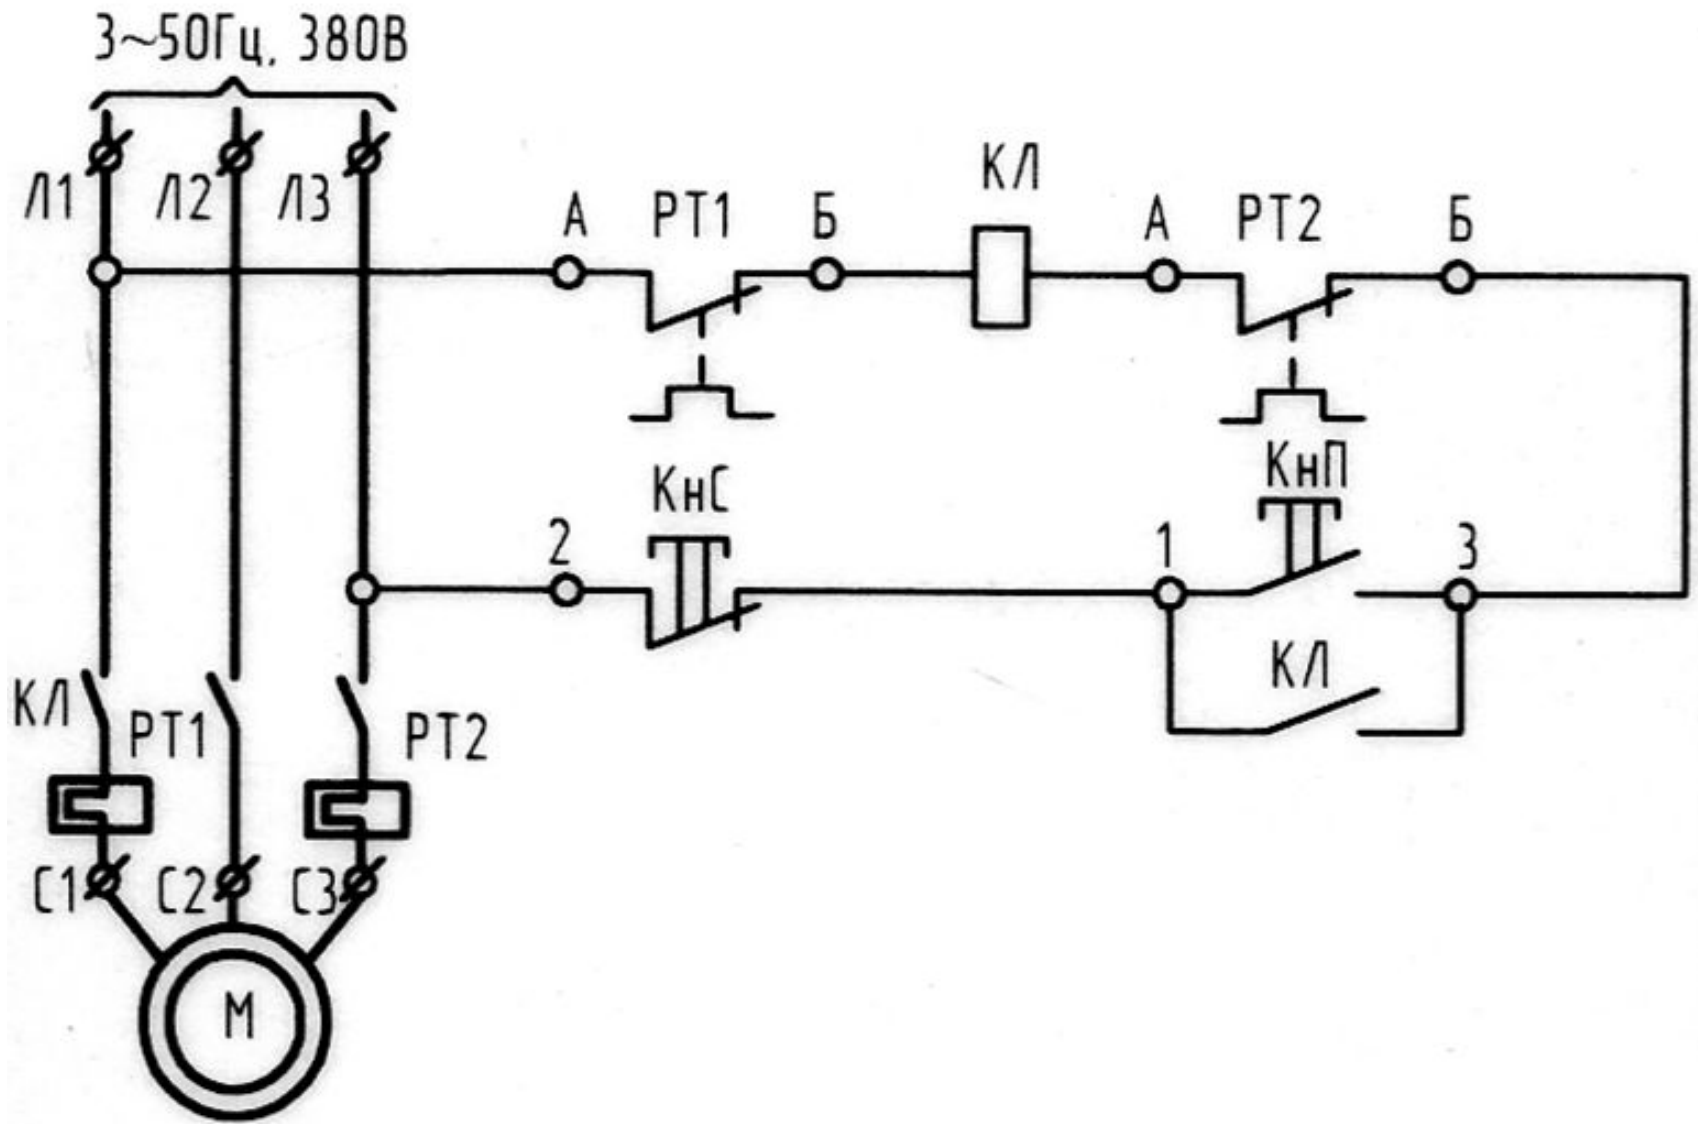 3~50Гц, 380В
Л1 Л2 Л3
А РТ1 Б КЛ А РТ2 Б
КнС
КнП
2
1
3
КЛ
КЛ РТ1 РТ2
С1 С2 С3
М